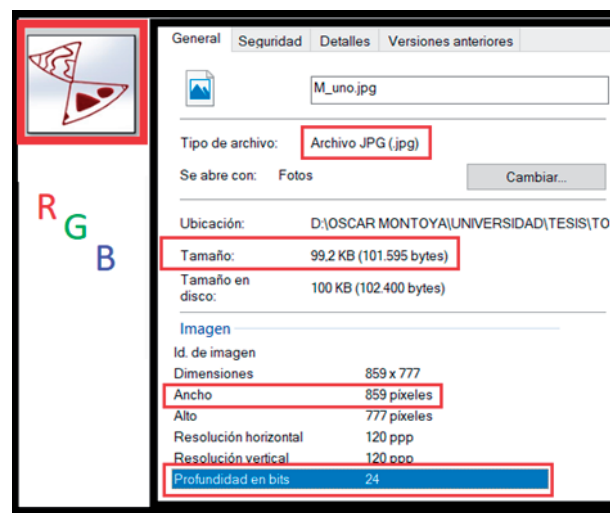 General Seguridad Detalles Versiones anteriores
M_uno.jpg
Tipo de archivo: Archivo JPG (.jpg)
Se abre con: Fotos Cambiar...
R
G
B
Ubicación: D:\OSCAR MONTOYA\UNIVERSIDAD\TESIS\TO
Tamaño: 99,2 KB (101.595 bytes)
Tamaño en
disco: 100 KB (102.400 bytes)
Imagen
Id. de imagen
Dimensiones 859 x 777
Ancho 859 píxeles
Alto 777 píxeles
Resolución horizontal 120 ppp
Resolución vertical 120 ppp
Profundidad en bits 24